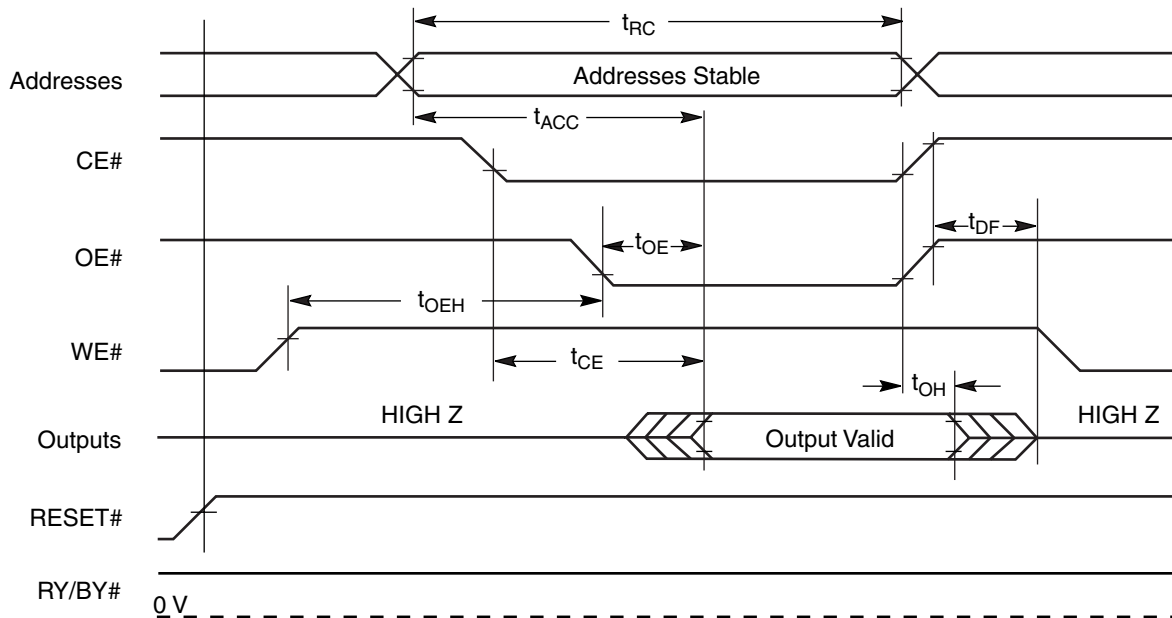 tRC
Addresses
Addresses Stable
tACC
CE#
tDF
OE#
tOE
tOEH
WE#
tCE
tOH
HIGH Z
HIGH Z
Outputs
Output Valid
RESET#
RY/BY#
0 V